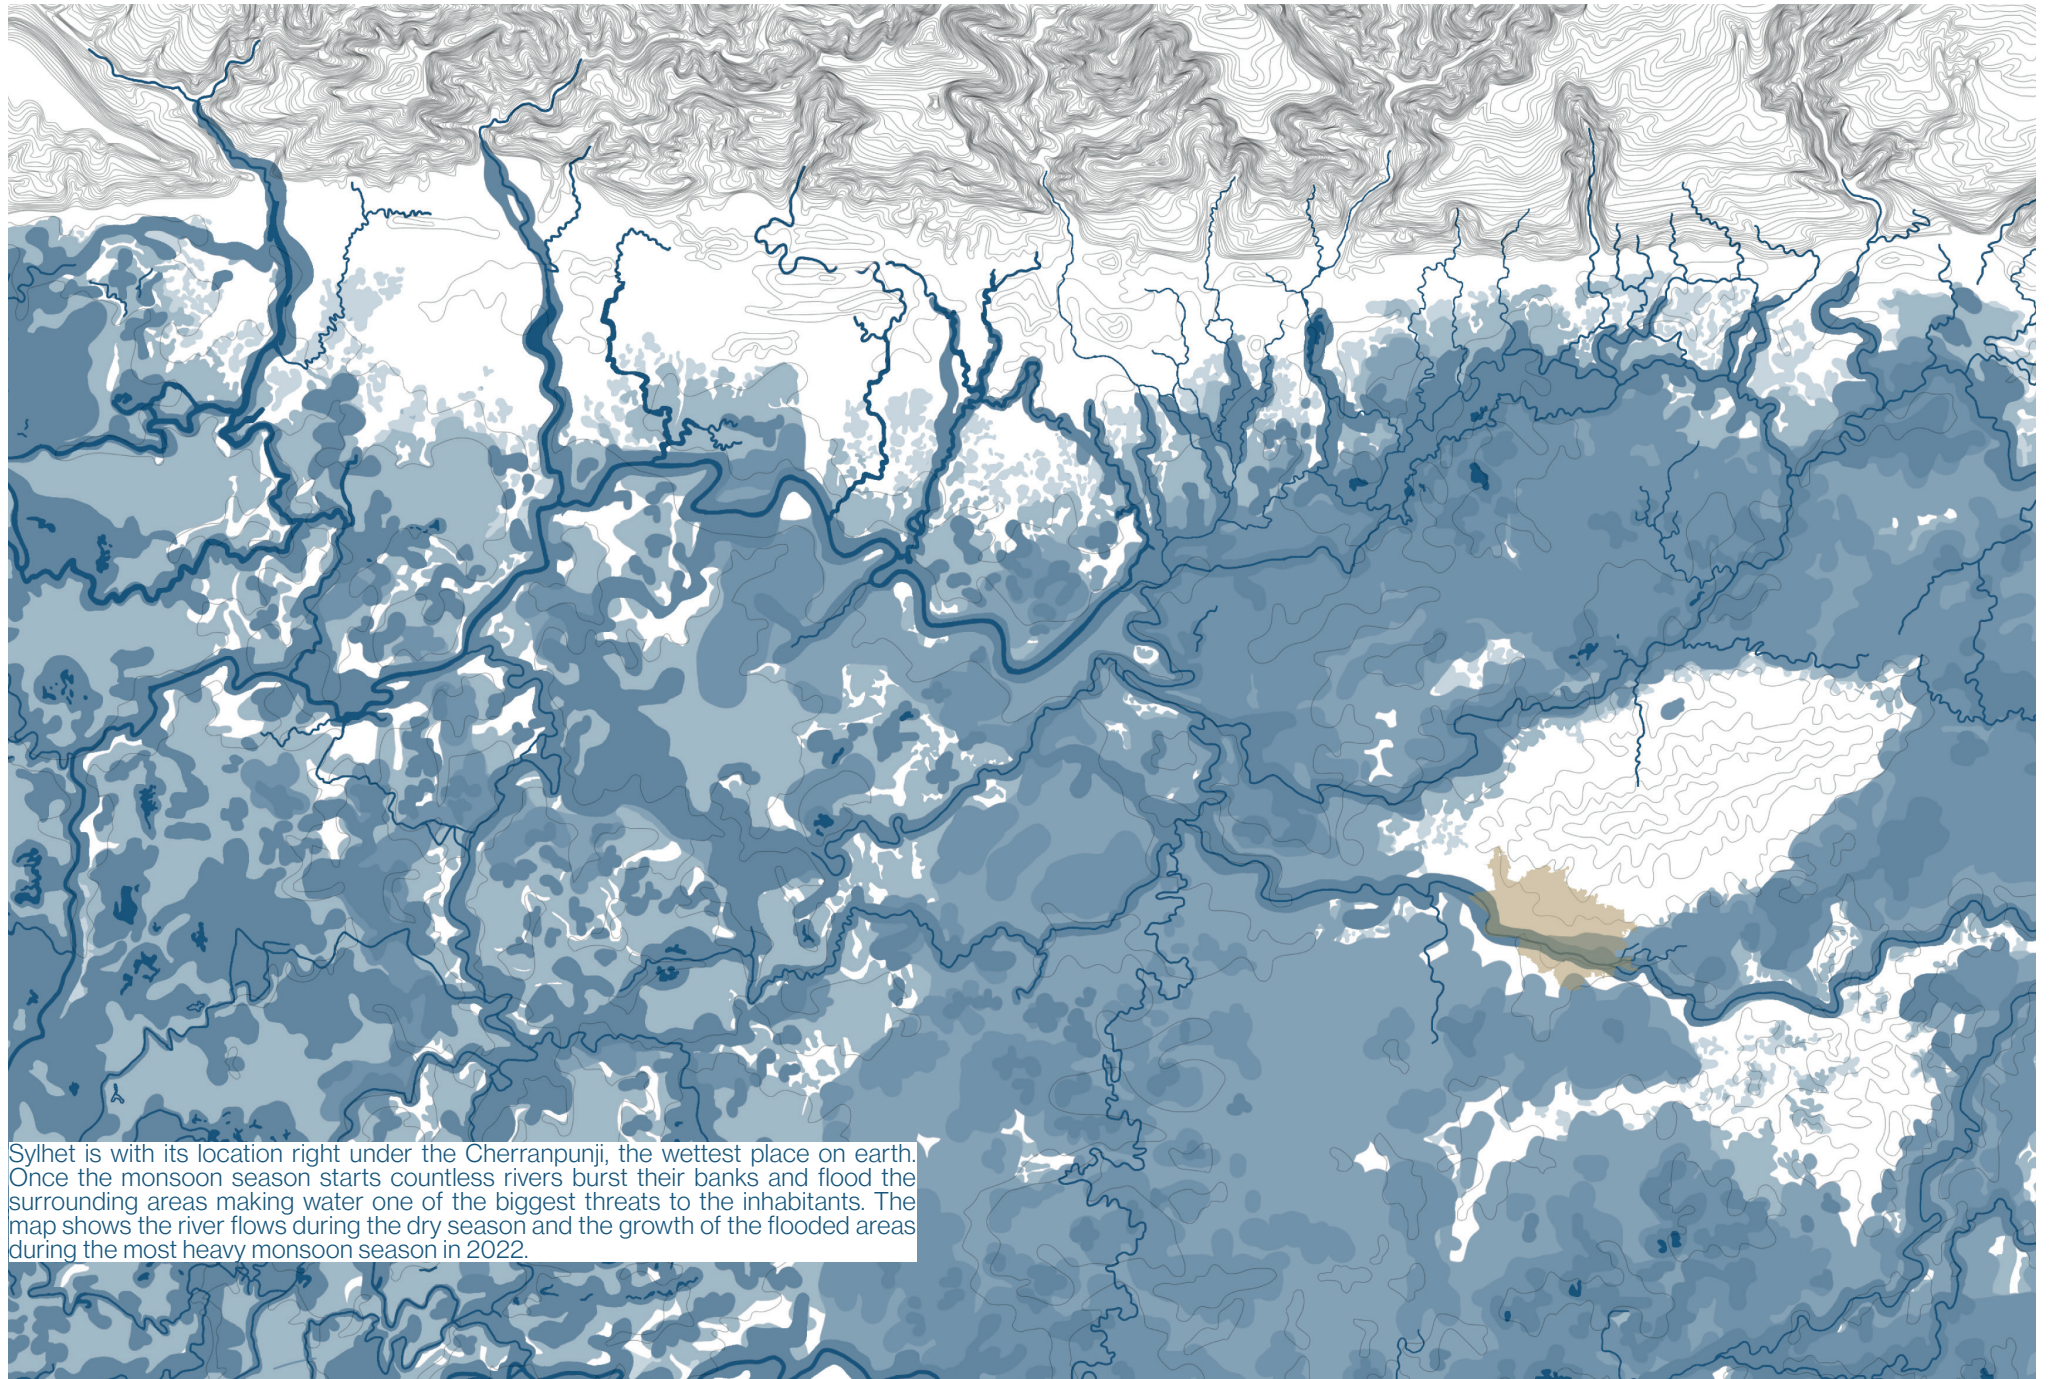 Sylhet is with its location right under the Cherranpunji, the wettest place on earth.
Once the monsoon season starts countless rivers burst their banks and flood the
surrounding areas making water one of the biggest threats to the inhabitants. The
map shows the river flows during the dry season and the growth of the flooded areas
during the most heavy monsoon season in 2022.